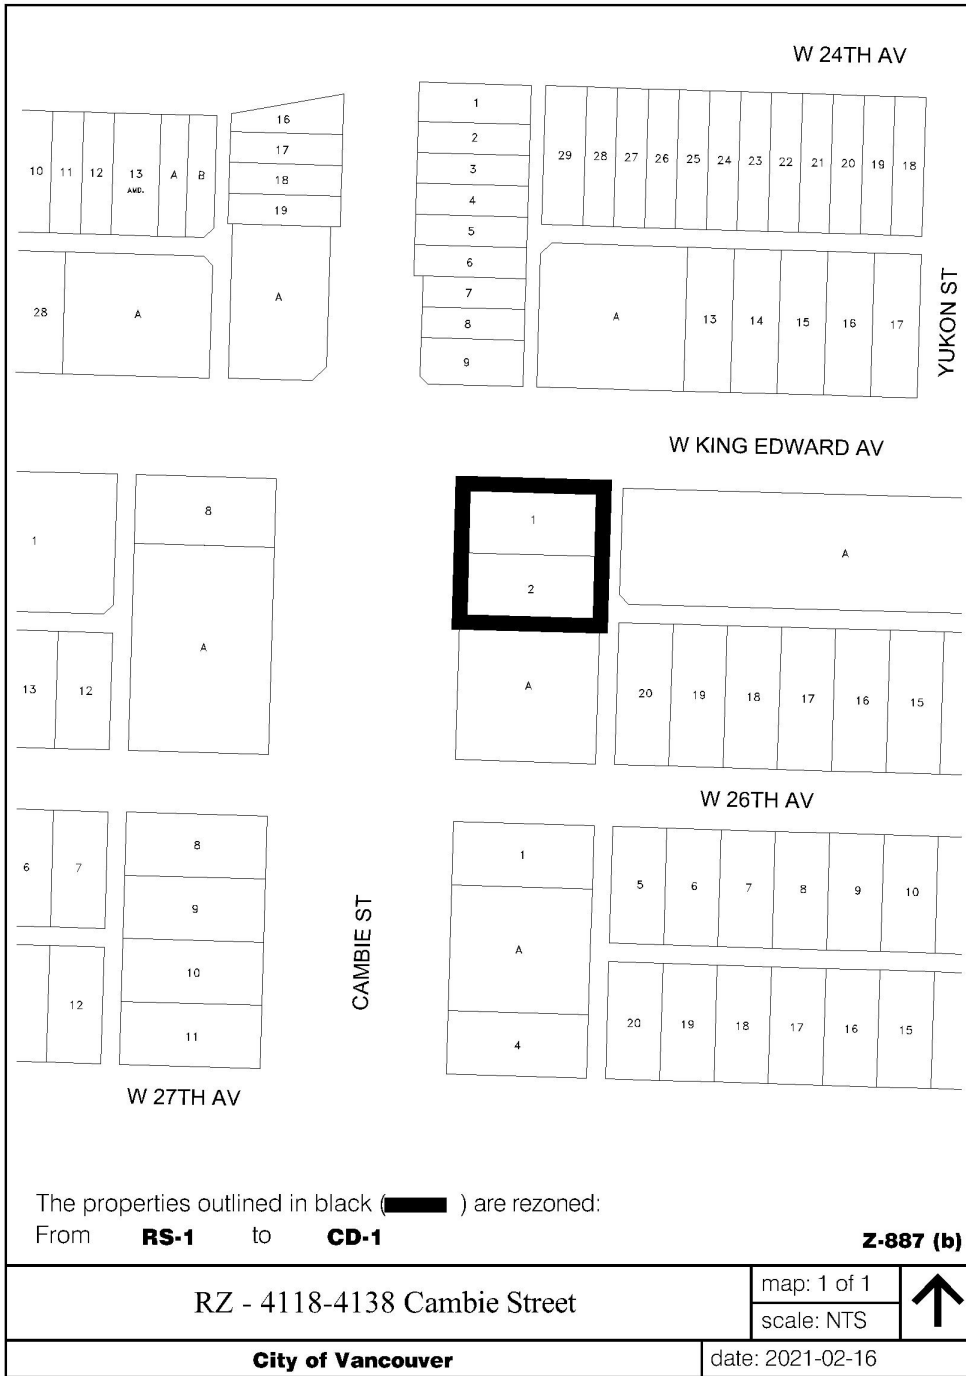 W 24TH AV
16
17
18
19
10 11 12 13 A B
AMD.
1
2
3
4
5
6
7
8
9
29 28 27 26 25 24 23 22 21 20 19 18
28 A
A
A 13 14 15 16 17
YUKON ST
W KING EDWARD AV
1
8
A
13 12
1
2
A
A
20 19 18 17 16 15
W 26TH AV
6 7
8
9
10
11
12
CAMBIE ST
1
A
4
5 6 7 8 9 10
20 19 18 17 16 15
W 27TH AV
The properties outlined in black ( ) are rezoned:
From RS-1 to CD-1
Z-887 (b)
RZ - 4118-4138 Cambie Street
map: 1 of 1
scale: NTS
City of Vancouver
date: 2021-02-16